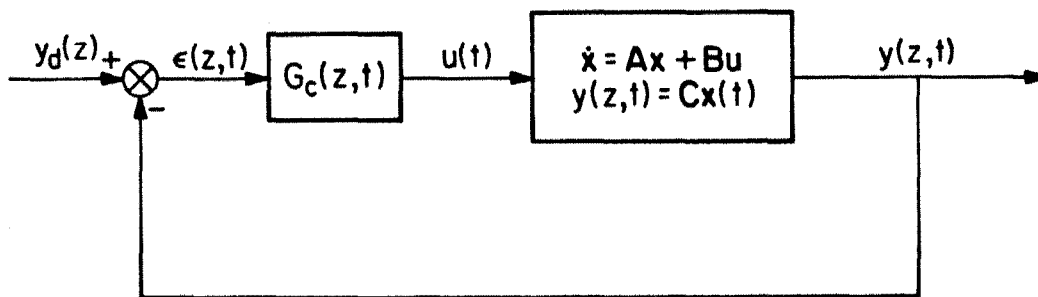 y_d(z) +
−
ϵ(z,t)
G_c(z,t)
u(t)
ẋ = Ax + Bu
y(z,t) = Cx(t)
y(z,t)